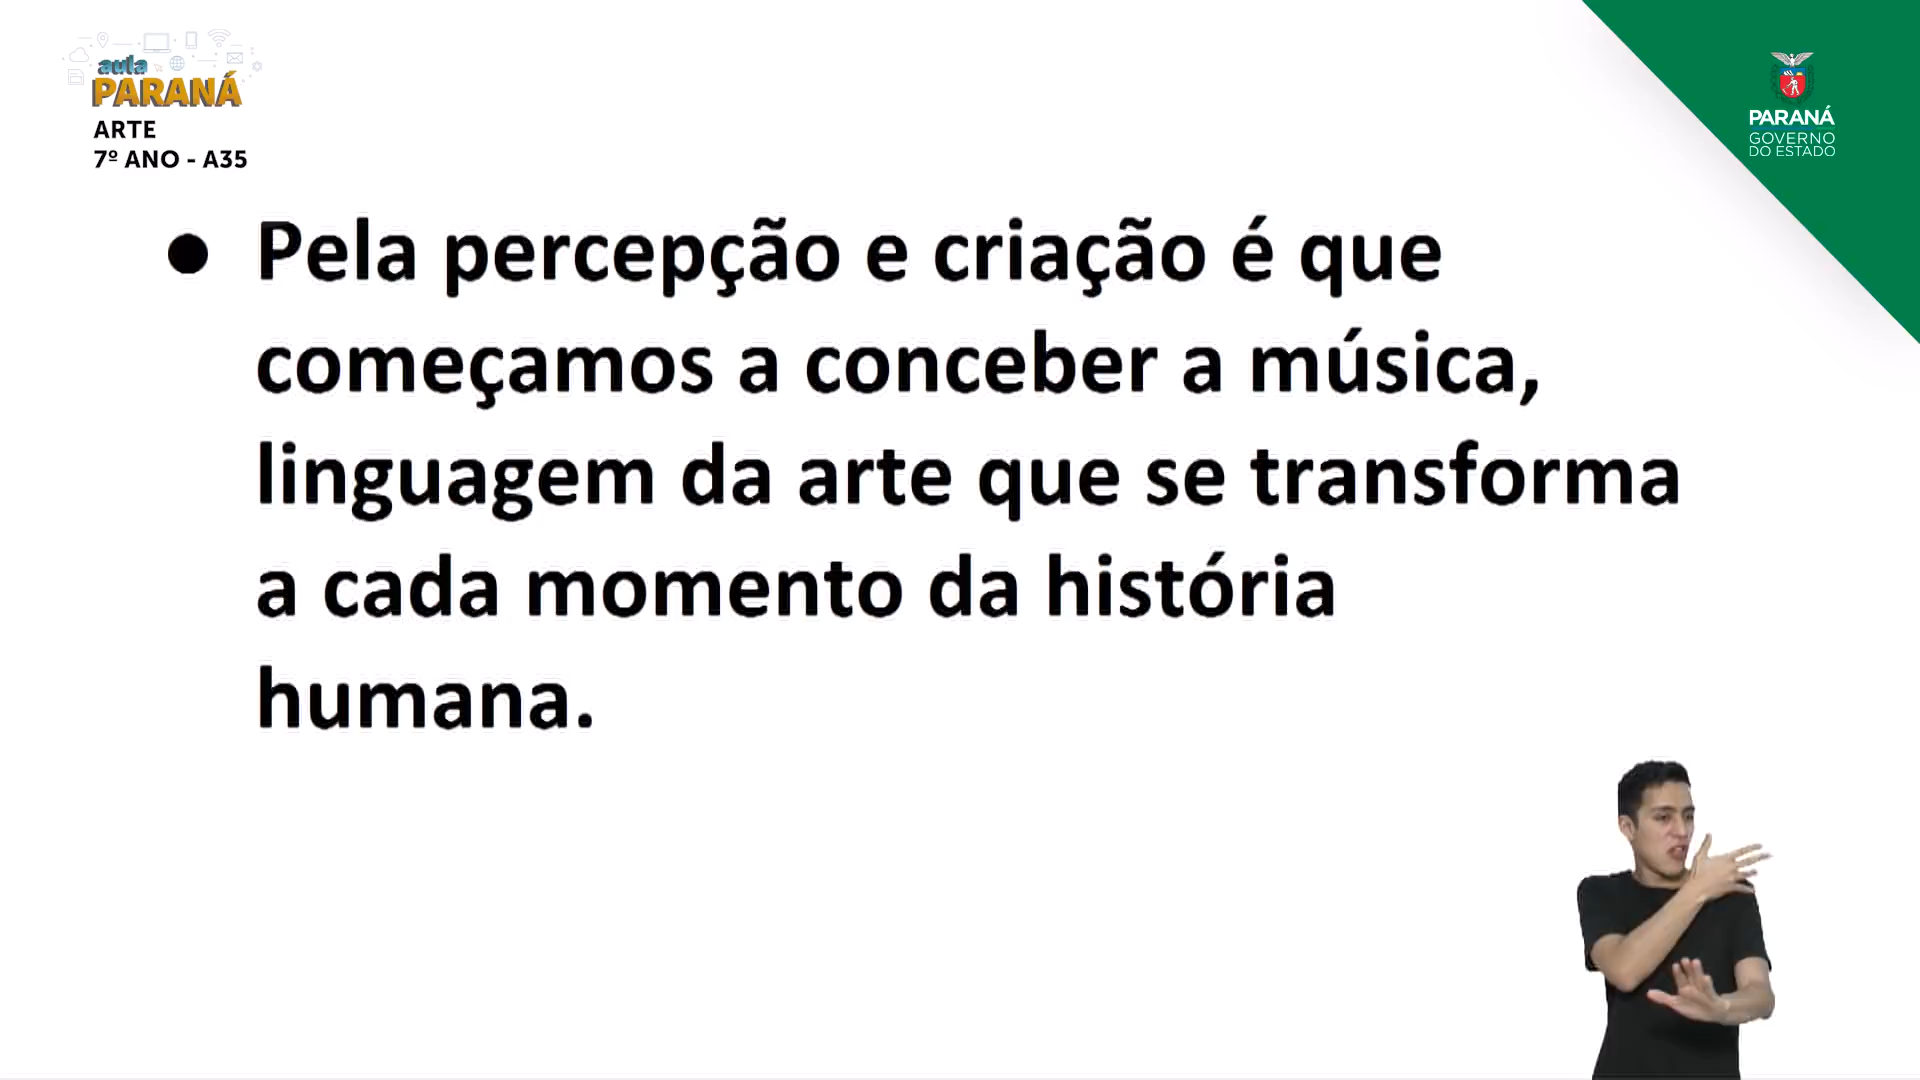 aula
PARANÁ
ARTE
7º ANO - A35
PARANÁ
GOVERNO
DO ESTADO
● Pela percepção e criação é que
começamos a conceber a música,
linguagem da arte que se transforma
a cada momento da história
humana.